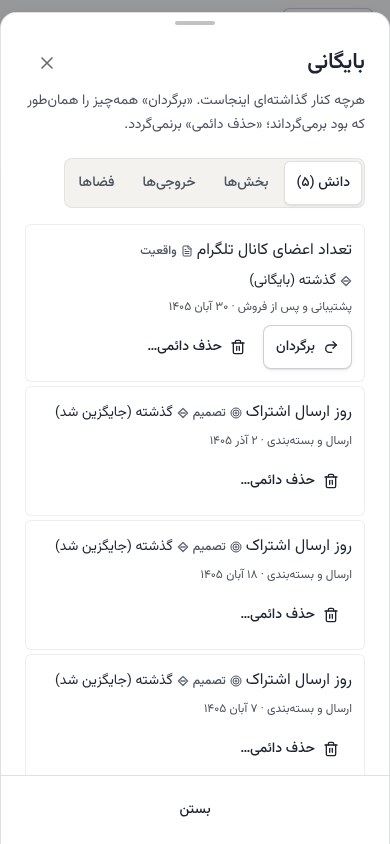 بایگانی
هرچه کنار گذاشته‌ای اینجاست. «برگردان» همه‌چیز را همان‌طور
که بود برمی‌گرداند؛ «حذف دائمی» برنمی‌گردد.
دانش (۵) بخش‌ها خروجی‌ها فضاها
تعداد اعضای کانال تلگرام واقعیت
گذشته (بایگانی)
پشتیبانی و پس از فروش · ۳۰ آبان ۱۴۰۵
برگردان حذف دائمی…
روز ارسال اشتراک تصمیم گذشته (جایگزین شد)
ارسال و بسته‌بندی · ۲ آذر ۱۴۰۵
حذف دائمی…
روز ارسال اشتراک تصمیم گذشته (جایگزین شد)
ارسال و بسته‌بندی · ۱۸ آبان ۱۴۰۵
حذف دائمی…
روز ارسال اشتراک تصمیم گذشته (جایگزین شد)
ارسال و بسته‌بندی · ۷ آبان ۱۴۰۵
حذف دائمی…
بستن